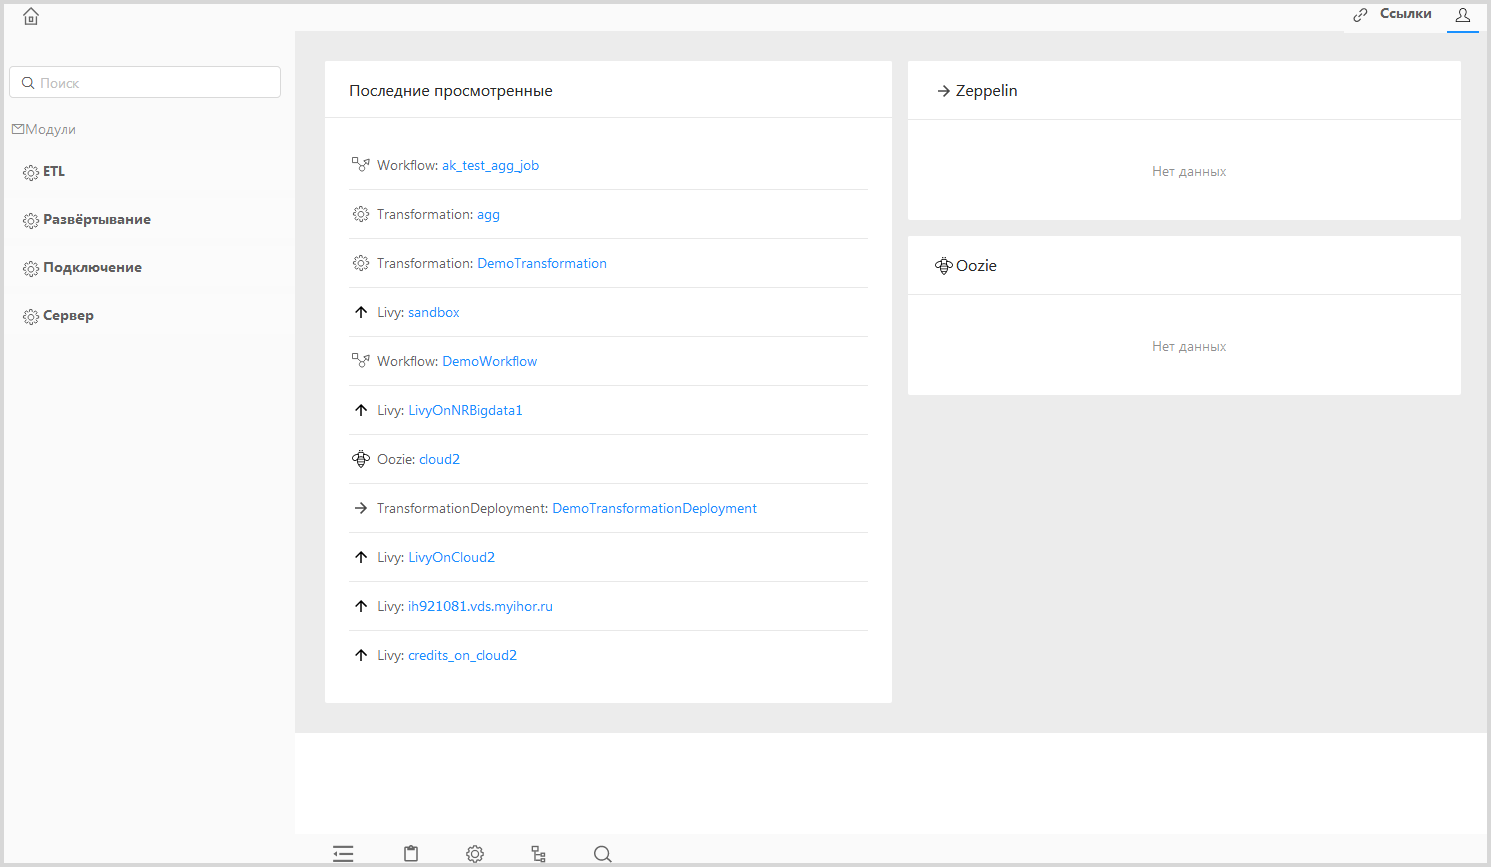 Ссылки
Поиск
Модули
ETL
Развёртывание
Подключение
Сервер
Последние просмотренные
Workflow: ak_test_agg_job
Transformation: agg
Transformation: DemoTransformation
Livy: sandbox
Workflow: DemoWorkflow
Livy: LivyOnNRBigdata1
Oozie: cloud2
TransformationDeployment: DemoTransformationDeployment
Livy: LivyOnCloud2
Livy: ih921081.vds.myihor.ru
Livy: credits_on_cloud2
Zeppelin
Нет данных
Oozie
Нет данных